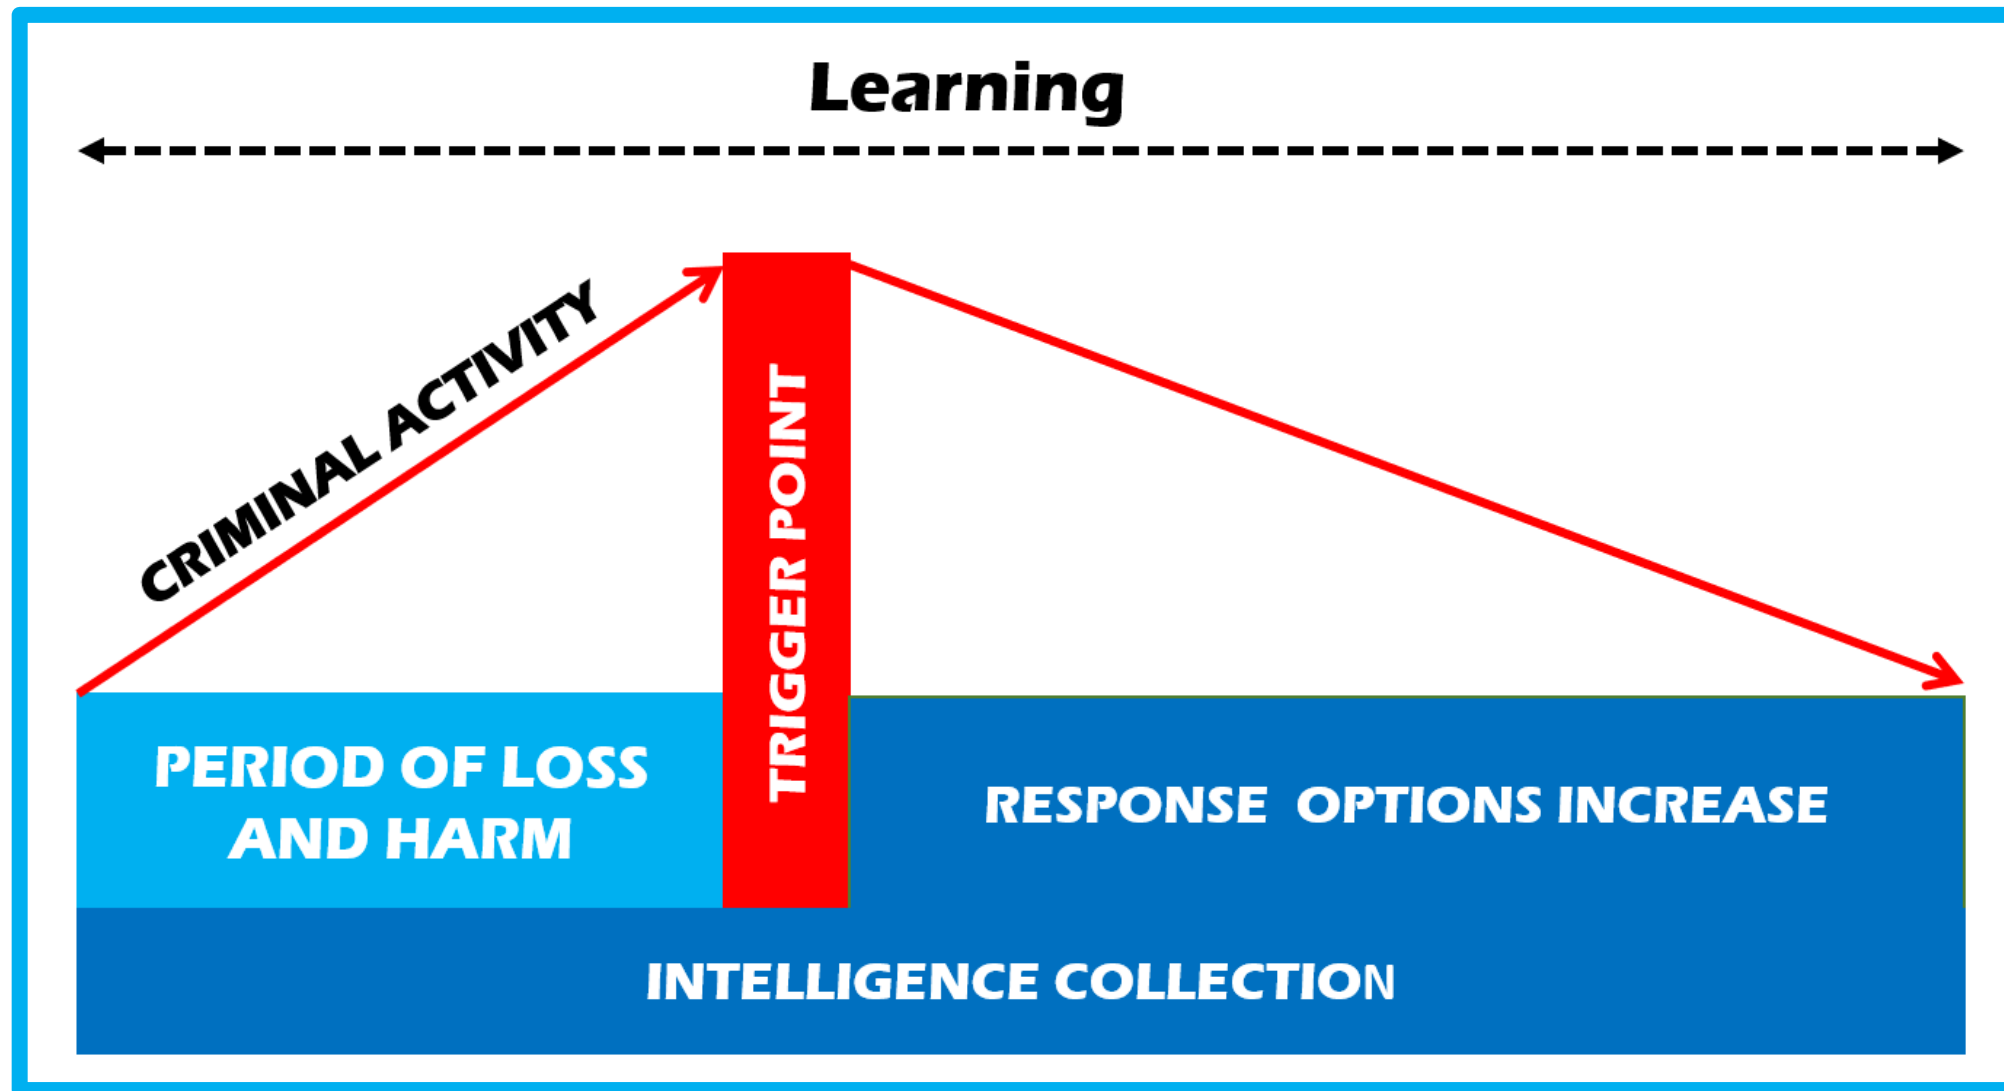 Learning
CRIMINAL ACTIVITY
TRIGGER POINT
PERIOD OF LOSS
AND HARM
RESPONSE OPTIONS INCREASE
INTELLIGENCE COLLECTION